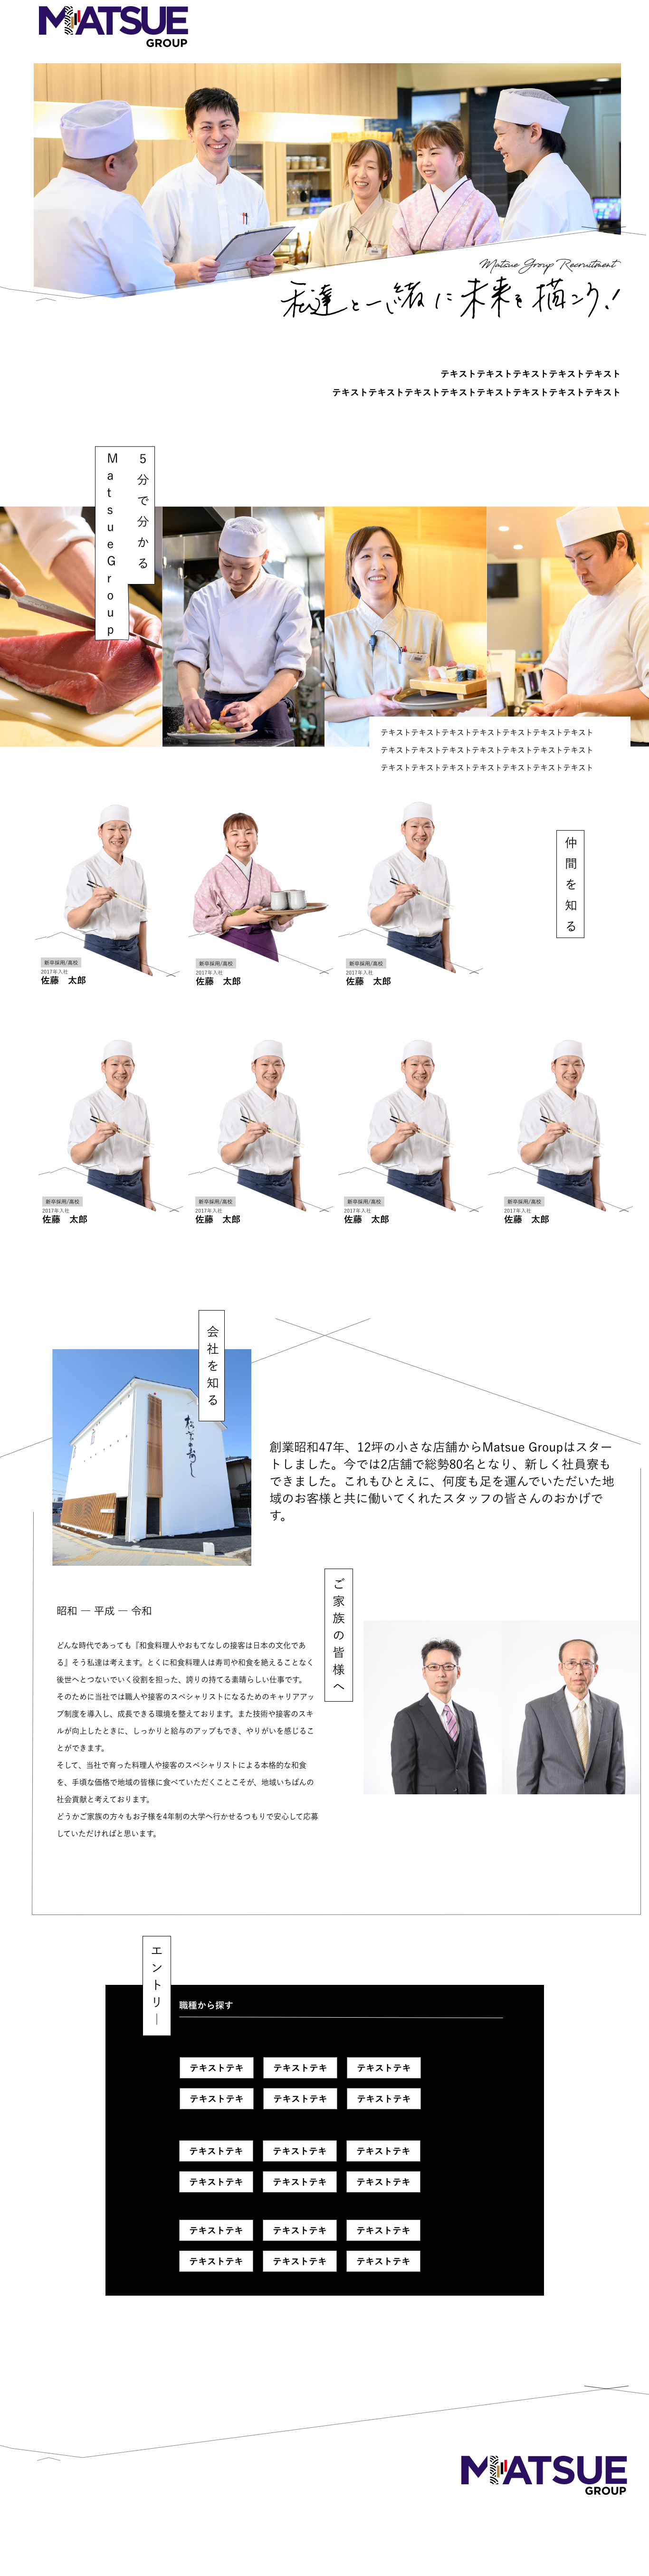 MATSUE
GROUP
Matsue Group Recruitment
私達と一緒に未来を描こう!
テキストテキストテキストテキストテキスト
テキストテキストテキストテキストテキストテキストテキストテキスト
5分で分かる
MatsueGroup
テキストテキストテキストテキストテキストテキストテキスト
テキストテキストテキストテキストテキストテキストテキスト
テキストテキストテキストテキストテキストテキストテキスト
仲間を知る
新卒採用/高校
2017年入社
佐藤　太郎
新卒採用/高校
2017年入社
佐藤　太郎
新卒採用/高校
2017年入社
佐藤　太郎
新卒採用/高校
2017年入社
佐藤　太郎
新卒採用/高校
2017年入社
佐藤　太郎
新卒採用/高校
2017年入社
佐藤　太郎
新卒採用/高校
2017年入社
佐藤　太郎
会社を知る
創業昭和47年、12坪の小さな店舗からMatsue Groupはスター
トしました。今では2店舗で総勢80名となり、新しく社員寮も
できました。これもひとえに、何度も足を運んでいただいた地
域のお客様と共に働いてくれたスタッフの皆さんのおかげで
す。
ご家族の皆様へ
昭和 ― 平成 ― 令和
どんな時代であっても『和食料理人やおもてなしの接客は日本の文化であ
る』そう私達は考えます。とくに和食料理人は寿司や和食を絶えることなく
後世へとつないでいく役割を担った、誇りの持てる素晴らしい仕事です。
そのために当社では職人や接客のスペシャリストになるためのキャリアアッ
プ制度を導入し、成長できる環境を整えております。また技術や接客のスキ
ルが向上したときに、しっかりと給与のアップもでき、やりがいを感じるこ
とができます。
そして、当社で育った料理人や接客のスペシャリストによる本格的な和食
を、手頃な価格で地域の皆様に食べていただくことこそが、地域いちばんの
社会貢献と考えております。
どうかご家族の方々もお子様を4年制の大学へ行かせるつもりで安心して応募
していただければと思います。
エントリー
職種から探す
テキストテキ テキストテキ テキストテキ
テキストテキ テキストテキ テキストテキ
テキストテキ テキストテキ テキストテキ
テキストテキ テキストテキ テキストテキ
テキストテキ テキストテキ テキストテキ
テキストテキ テキストテキ テキストテキ
MATSUE
GROUP